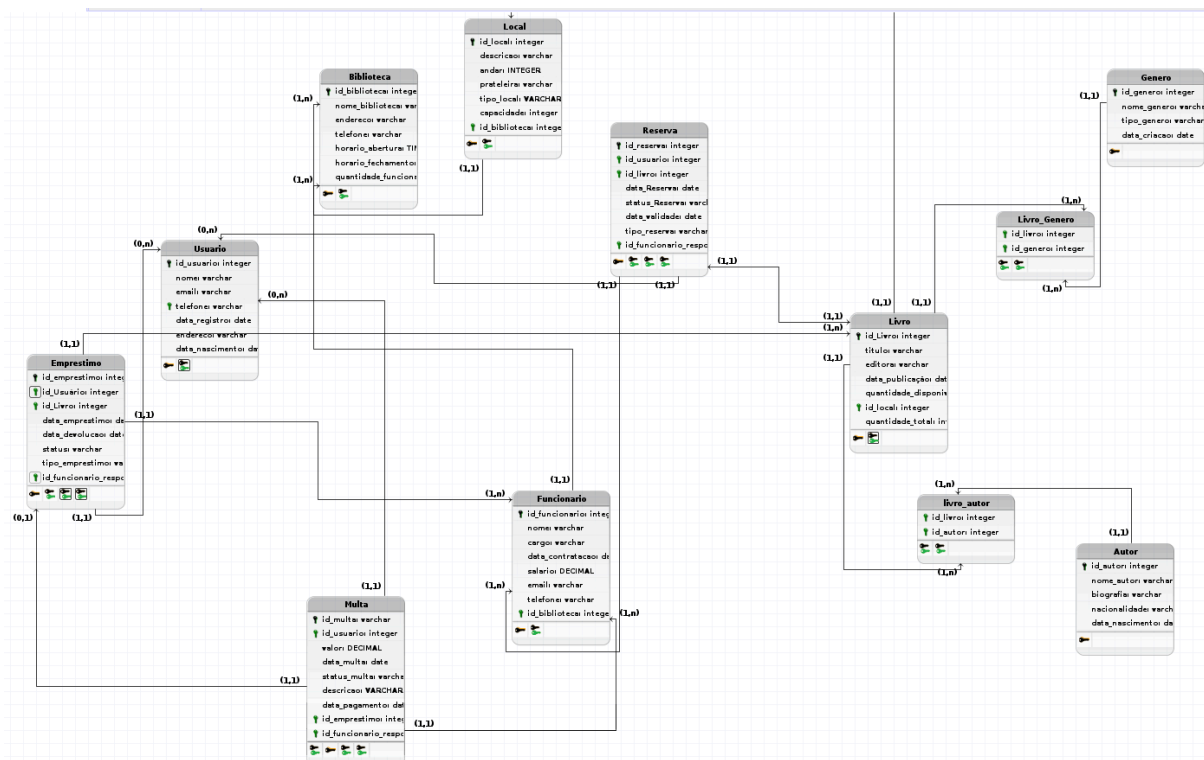 Local
id_local: integer
descricao: varchar
andar: INTEGER
prateleira: varchar
tipo_local: VARCHAR
capacidade: integer
id_biblioteca: intege
(1,1)
Biblioteca
id_biblioteca: intege
nome_biblioteca: var
endereco: varchar
telefone: varchar
horario_abertura: TI
horario_fechamento:
quantidade_funcion
(1,n)
(1,n)
Reserva
id_reserva: integer
id_usuario: integer
id_livro: integer
data_Reserva: date
status_Reserva: varcl
data_validade: date
tipo_reserva: varchar
id_funcionario_respo
(1,1)
(1,1)
(1,1)
Genero
id_genero: integer
nome_genero: varch
tipo_genero: varchar
data_criacao: date
(1,1)
Livro_Genero
id_livro: integer
id_genero: integer
(1,n)
(1,n)
Usuario
id_usuario: integer
nome: varchar
email: varchar
telefone: varchar
data_registro: date
endereco: varchar
data_nascimento: da
(0,n)
(0,n)
(0,n)
Livro
id_Livro: integer
titulo: varchar
editora: varchar
data_publicação: dat
quantidade_disponiv
id_local: integer
quantidade_total: in
(1,1)
(1,1)
(1,1)
(1,n)
(1,1)
Emprestimo
id_emprestimo: inte
id_Usuário: integer
id_Livro: integer
data_emprestimo: da
data_devolucao: dat
status: varchar
tipo_emprestimo: va
id_funcionario_respo
(1,1)
(1,1)
(0,1)
(1,1)
Funcionario
id_funcionario: integ
nome: varchar
cargo: varchar
data_contratacao: da
salario: DECIMAL
email: varchar
telefone: varchar
id_biblioteca: intege
(1,1)
(1,n)
(1,n)
(1,n)
livro_autor
id_livro: integer
id_autor: integer
(1,n)
(1,n)
Autor
id_autor: integer
nome_autor: varchar
biografia: varchar
nacionalidade: varch
data_nascimento: da
(1,1)
Multa
id_multa: varchar
id_usuario: integer
valor: DECIMAL
data_multa: date
status_multa: varcha
descricao: VARCHAR
data_pagamento: dat
id_emprestimo: inte
id_funcionario_respo
(1,1)
(1,1)
(1,1)